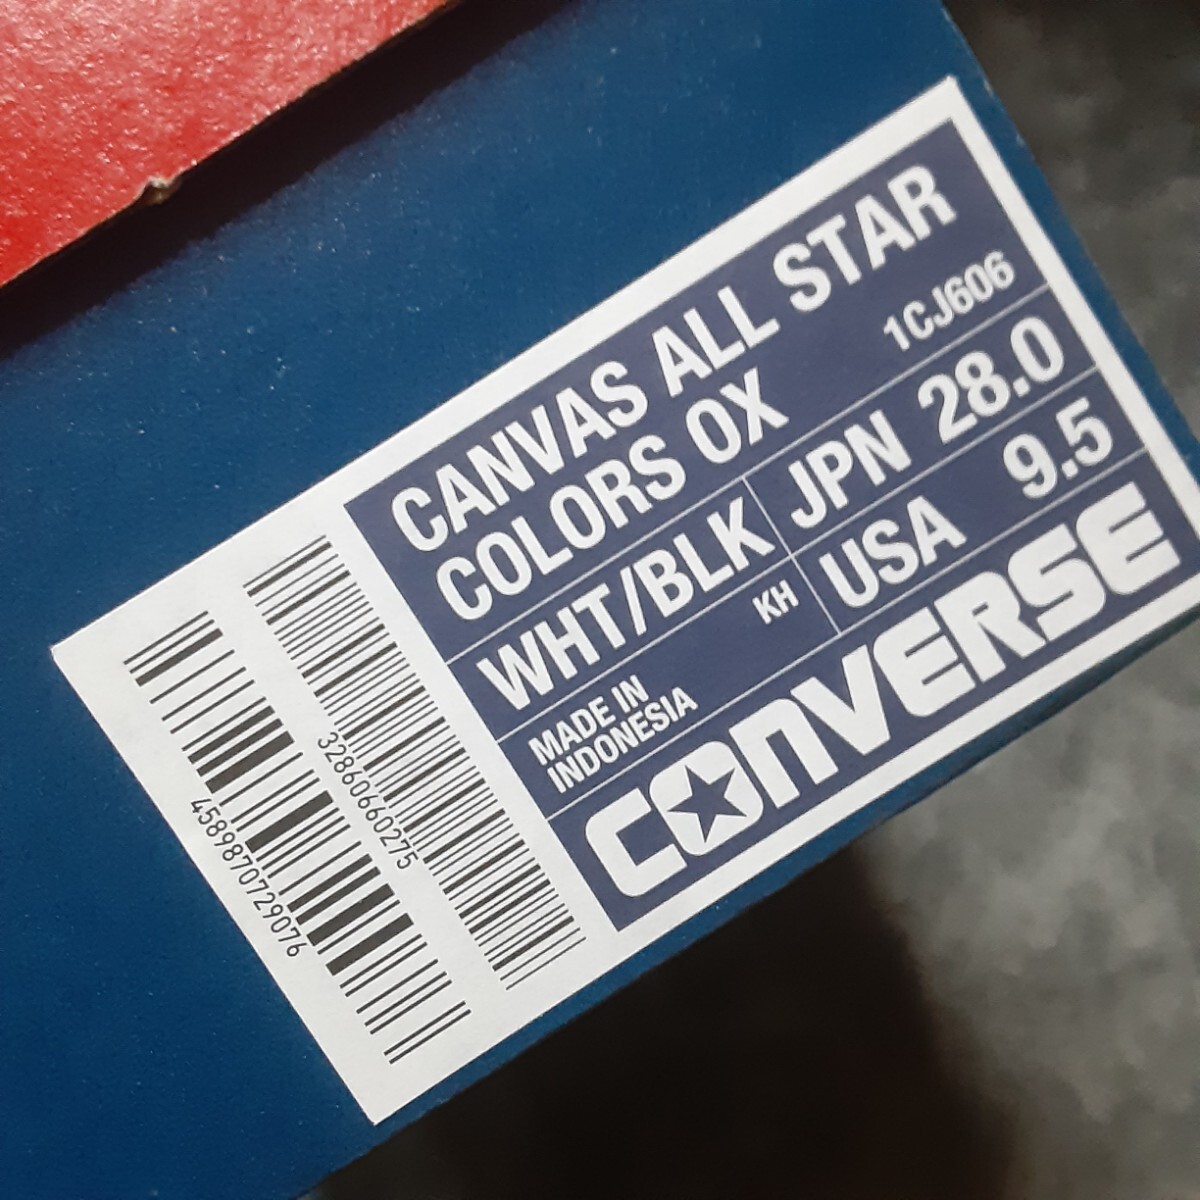 CANVAS ALL STAR
COLORS OX
1CJ606
WHT/BLK
JPN 28.0
KH
USA 9.5
MADE IN
INDONESIA
CONVERSE
32860660275
4589870729076